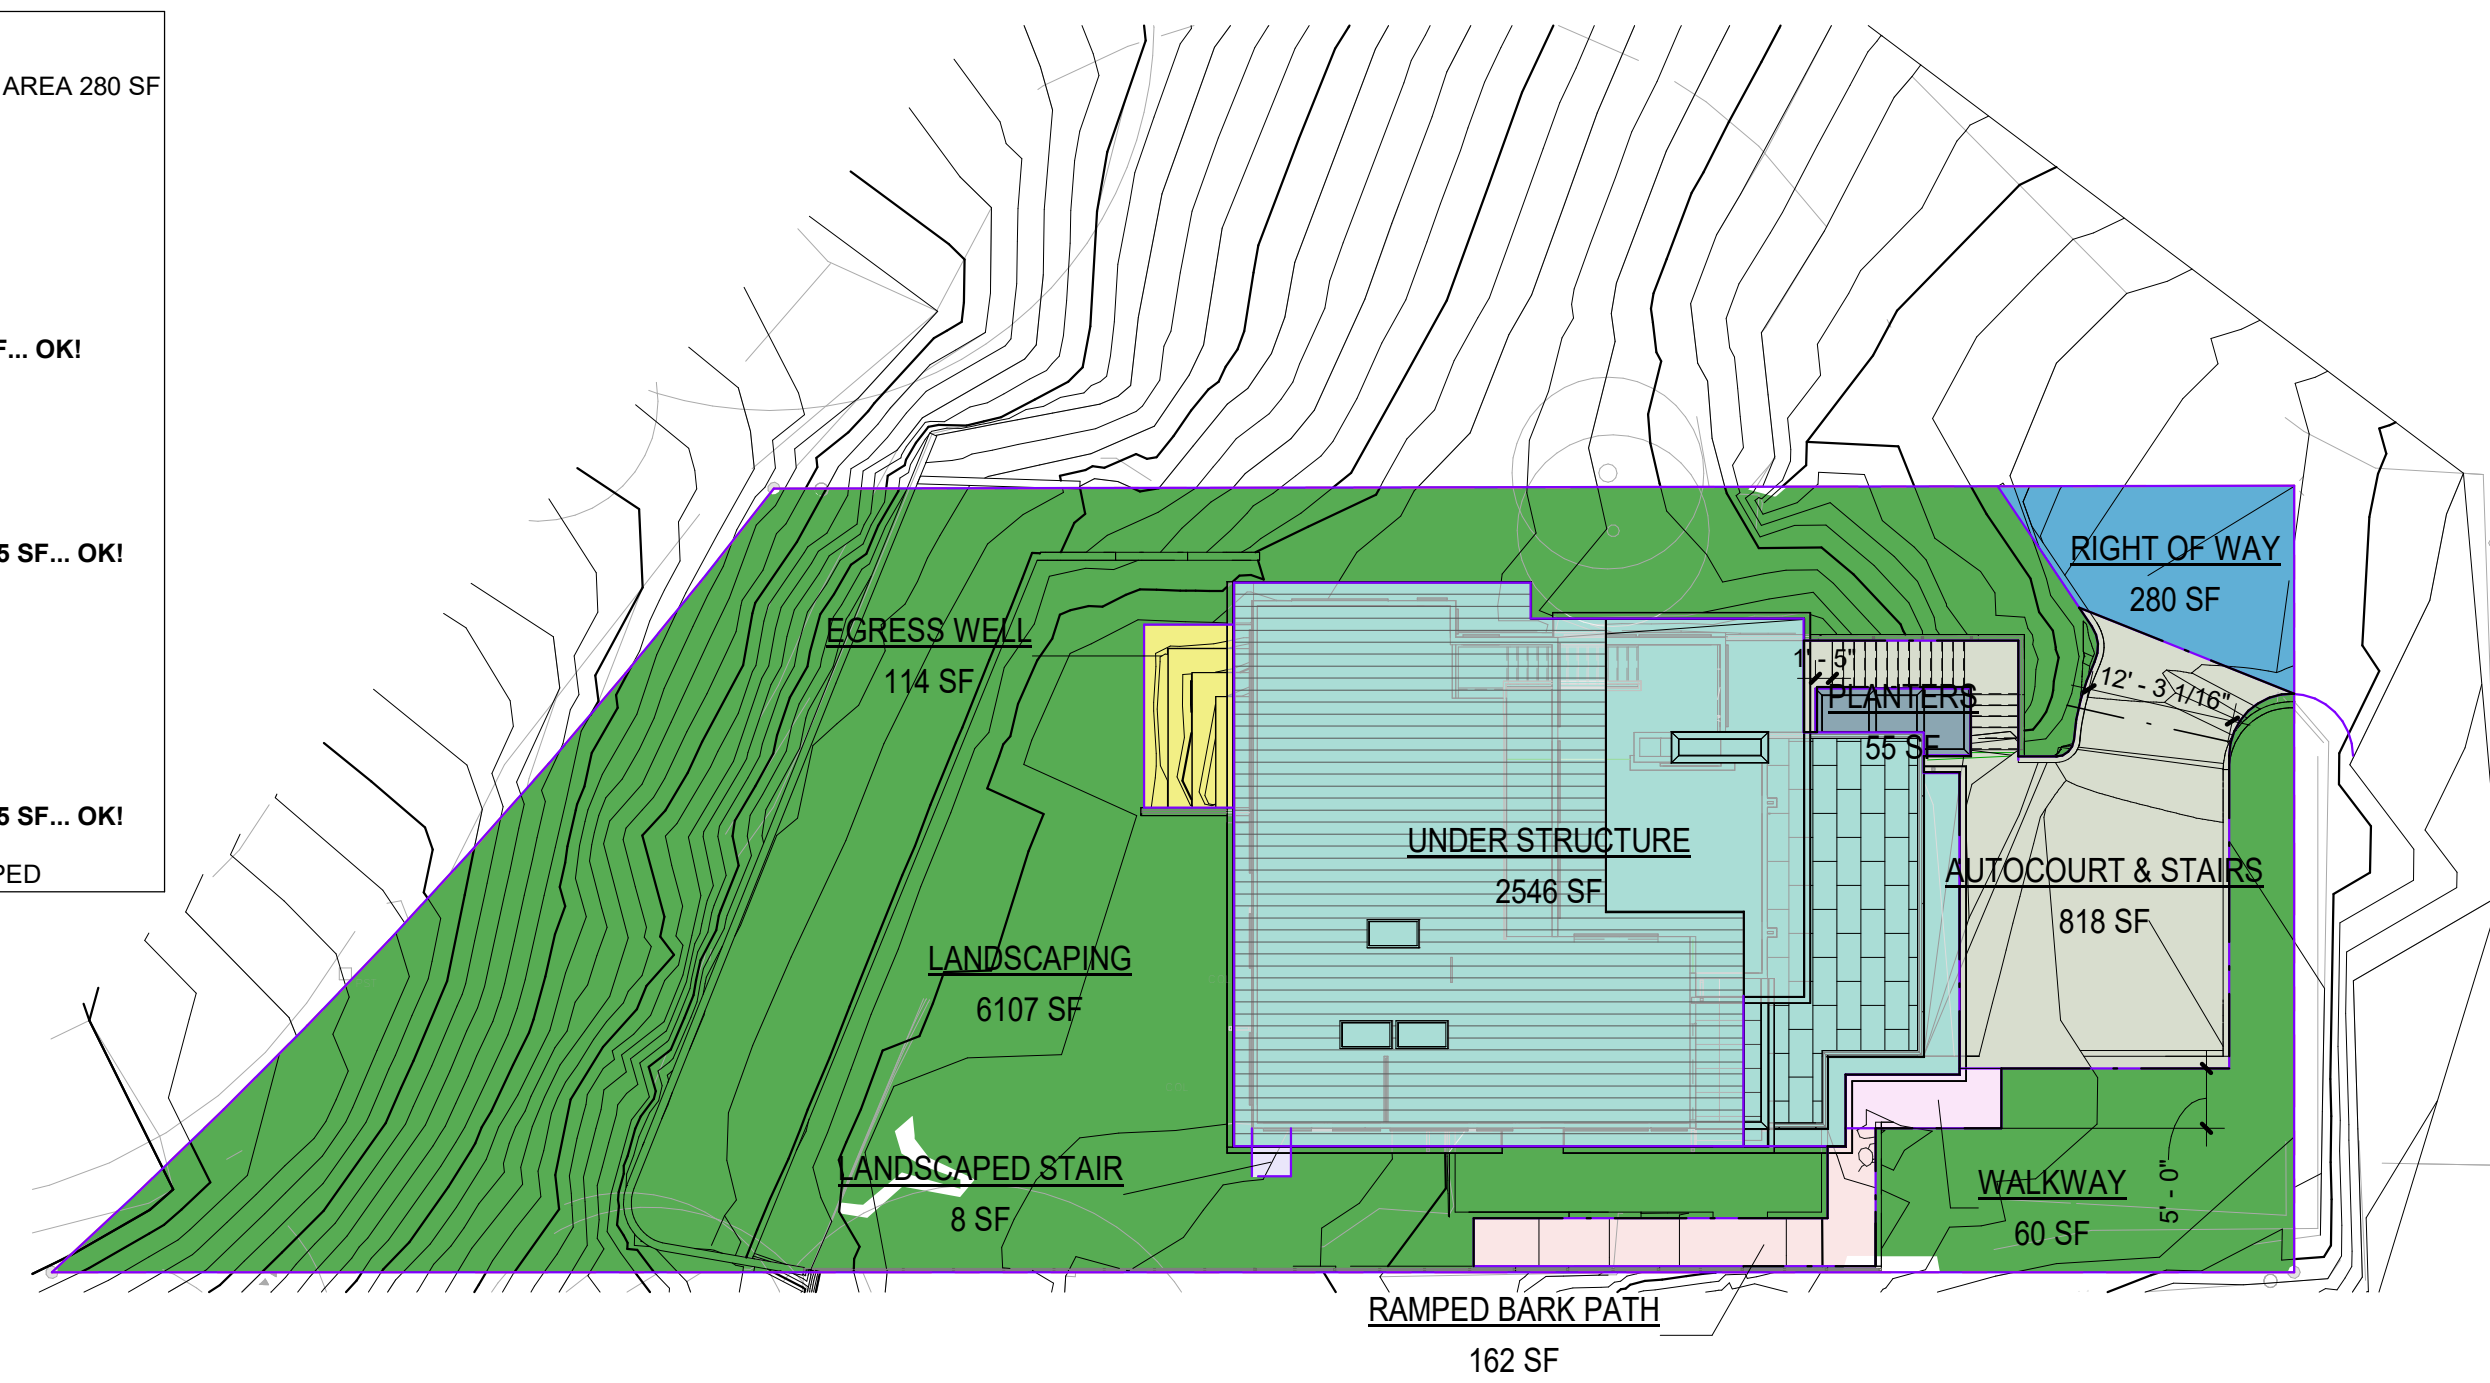 AREA 280 SF
F... OK!
5 SF... OK!
5 SF... OK!
PED
RIGHT OF WAY
280 SF
EGRESS WELL
114 SF
1' - 5"
12' - 3 1/16"
PLANTERS
55 SF
UNDER STRUCTURE
2546 SF
AUTOCOURT & STAIRS
818 SF
LANDSCAPING
6107 SF
LANDSCAPED STAIR
8 SF
WALKWAY
60 SF
5' - 0"
RAMPED BARK PATH
162 SF